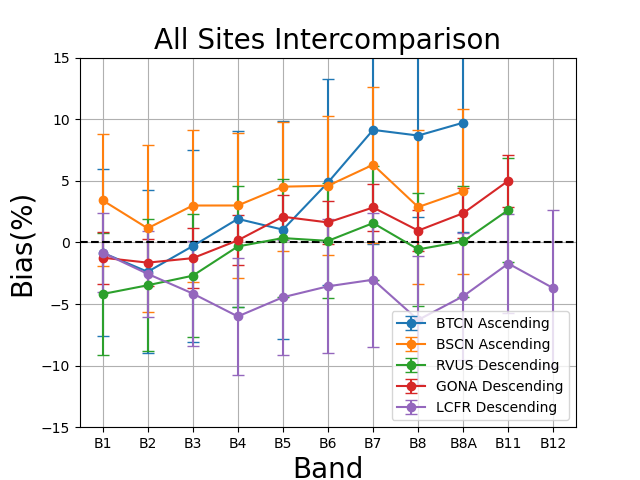 All Sites Intercomparison
Bias(%)
15
10
5
0
−5
−10
−15
B1 B2 B3 B4 B5 B6 B7 B8 B8A B11 B12
Band
BTCN Ascending
BSCN Ascending
RVUS Descending
GONA Descending
LCFR Descending